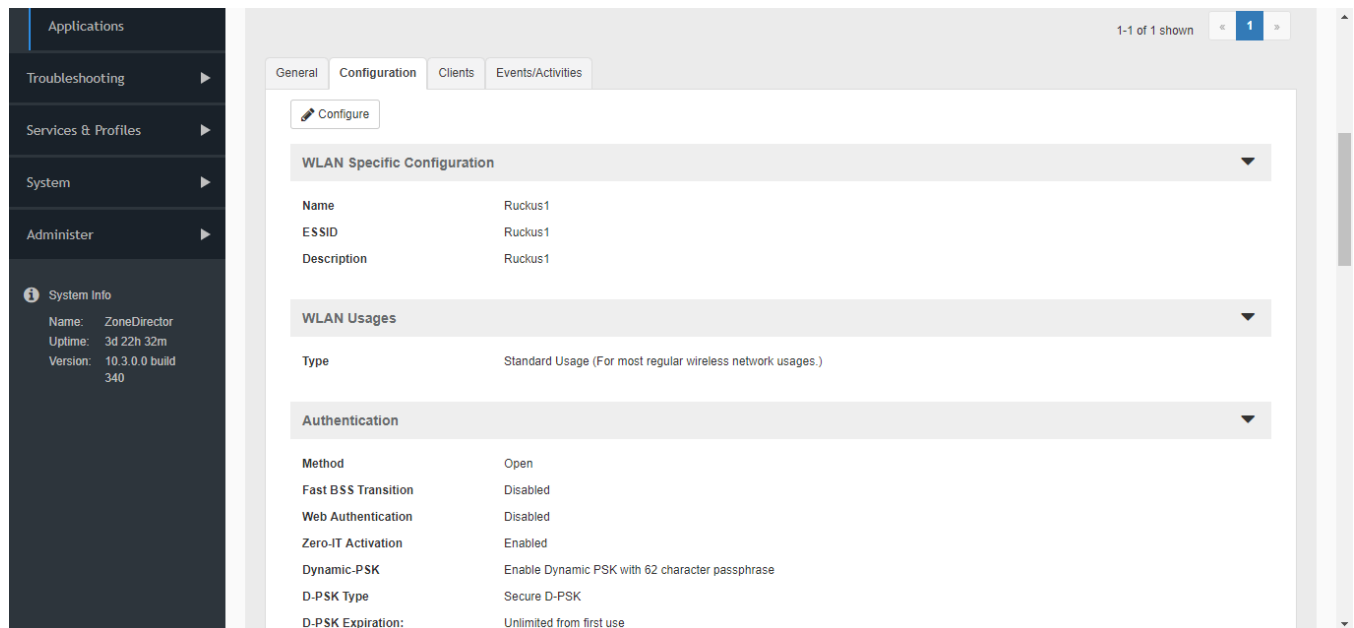 Applications
Troubleshooting
Services & Profiles
System
Administer
System Info
Name: ZoneDirector
Uptime: 3d 22h 32m
Version: 10.3.0.0 build
340
1-1 of 1 shown « 1 »
General Configuration Clients Events/Activities
Configure
WLAN Specific Configuration
Name Ruckus1
ESSID Ruckus1
Description Ruckus1
WLAN Usages
Type Standard Usage (For most regular wireless network usages.)
Authentication
Method Open
Fast BSS Transition Disabled
Web Authentication Disabled
Zero-IT Activation Enabled
Dynamic-PSK Enable Dynamic PSK with 62 character passphrase
D-PSK Type Secure D-PSK
D-PSK Expiration: Unlimited from first use